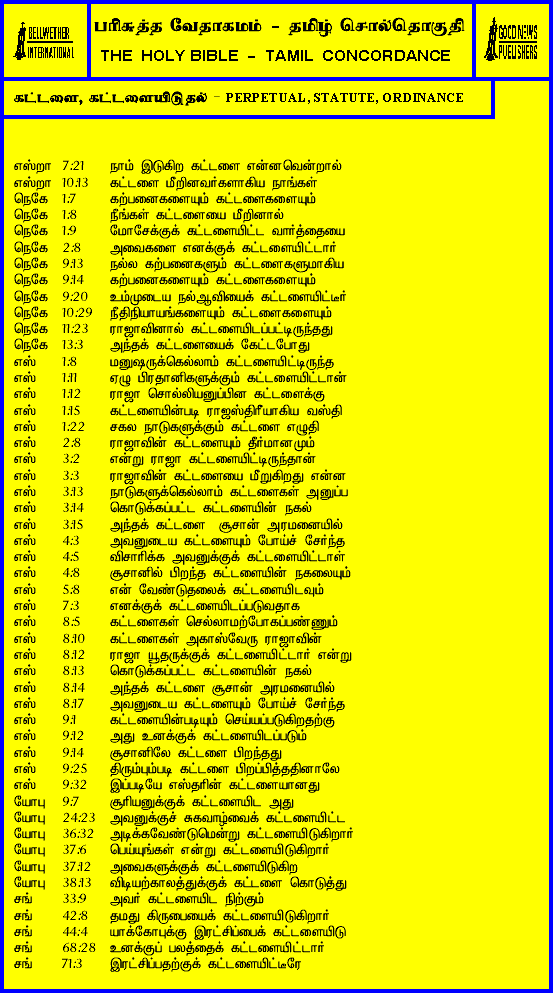 BELLWETHER
INTERNATIONAL
பரிசுத்த வேதாகமம் - தமிழ் சொல்தொகுதி
THE HOLY BIBLE - TAMIL CONCORDANCE
GOOD NEWS
PUBLISHERS
கட்டளை, கட்டளையிடுதல் - PERPETUAL, STATUTE, ORDINANCE
எஸ்றா 7:21 நாம் இடுகிற கட்டளை என்னவென்றால்
எஸ்றா 10:13 கட்டளை மீறினவர்களாகிய நாங்கள்
நெகே 1:7 கற்பனைகளையும் கட்டளைகளையும்
நெகே 1:8 நீங்கள் கட்டளையை மீறினால்
நெகே 1:9 மோசேக்குக் கட்டளையிட்ட வார்த்தையை
நெகே 2:8 அவைகளை எனக்குக் கட்டளையிட்டார்
நெகே 9:13 நல்ல கற்பனைகளும் கட்டளைகளுமாகிய
நெகே 9:14 கற்பனைகளையும் கட்டளைகளையும்
நெகே 9:20 உம்முடைய நல்ஆவியைக் கட்டளையிட்டீர்
நெகே 10:29 நீதிநியாயங்களையும் கட்டளைகளையும்
நெகே 11:23 ராஜாவினால் கட்டளையிடப்பட்டிருந்தது
நெகே 13:3 அந்தக் கட்டளையைக் கேட்டபோது
எஸ் 1:8 மனுஷருக்கெல்லாம் கட்டளையிட்டிருந்த
எஸ் 1:11 ஏழு பிரதானிகளுக்கும் கட்டளையிட்டான்
எஸ் 1:12 ராஜா சொல்லியனுப்பின கட்டளைக்கு
எஸ் 1:15 கட்டளையின்படி ராஜஸ்திரீயாகிய வஸ்தி
எஸ் 1:22 சகல நாடுகளுக்கும் கட்டளை எழுதி
எஸ் 2:8 ராஜாவின் கட்டளையும் தீர்மானமும்
எஸ் 3:2 என்று ராஜா கட்டளையிட்டிருந்தான்
எஸ் 3:3 ராஜாவின் கட்டளையை மீறுகிறது என்ன
எஸ் 3:13 நாடுகளுக்கெல்லாம் கட்டளைகள் அனுப்ப
எஸ் 3:14 கொடுக்கப்பட்ட கட்டளையின் நகல்
எஸ் 3:15 அந்தக் கட்டளை சூசான் அரமனையில்
எஸ் 4:3 அவனுடைய கட்டளையும் போய்ச் சேர்ந்த
எஸ் 4:5 விசாரிக்க அவனுக்குக் கட்டளையிட்டாள்
எஸ் 4:8 சூசானில் பிறந்த கட்டளையின் நகலையும்
எஸ் 5:8 என் வேண்டுதலைக் கட்டளையிடவும்
எஸ் 7:3 எனக்குக் கட்டளையிடப்படுவதாக
எஸ் 8:5 கட்டளைகள் செல்லாமற்போகப்பண்ணும்
எஸ் 8:10 கட்டளைகள் அகாஸ்வேரு ராஜாவின்
எஸ் 8:12 ராஜா யூதருக்குக் கட்டளையிட்டார் என்று
எஸ் 8:13 கொடுக்கப்பட்ட கட்டளையின் நகல்
எஸ் 8:14 அந்தக் கட்டளை சூசான் அரமனையில்
எஸ் 8:17 அவனுடைய கட்டளையும் போய்ச் சேர்ந்த
எஸ் 9:1 கட்டளையின்படியும் செய்யப்படுகிறதற்கு
எஸ் 9:12 அது உனக்குக் கட்டளையிடப்படும்
எஸ் 9:14 சூசானிலே கட்டளை பிறந்தது
எஸ் 9:25 திரும்பும்படி கட்டளை பிறப்பித்ததினாலே
எஸ் 9:32 இப்படியே எஸ்தரின் கட்டளையானது
யோபு 9:7 சூரியனுக்குக் கட்டளையிட அது
யோபு 24:23 அவனுக்குச் சுகவாழ்வைக் கட்டளையிட்ட
யோபு 36:32 அடிக்கவேண்டுமென்று கட்டளையிடுகிறார்
யோபு 37:6 பெய்யுங்கள் என்று கட்டளையிடுகிறார்
யோபு 37:12 அவைகளுக்குக் கட்டளையிடுகிற
யோபு 38:13 விடியற்காலத்துக்குக் கட்டளை கொடுத்து
சங் 33:9 அவர் கட்டளையிட நிற்கும்
சங் 42:8 தமது கிருபையைக் கட்டளையிடுகிறார்
சங் 44:4 யாக்கோபுக்கு இரட்சிப்பைக் கட்டளையிடு
சங் 68:28 உனக்குப் பலத்தைக் கட்டளையிட்டார்
சங் 71:3 இரட்சிப்பதற்குக் கட்டளையிட்டீரே